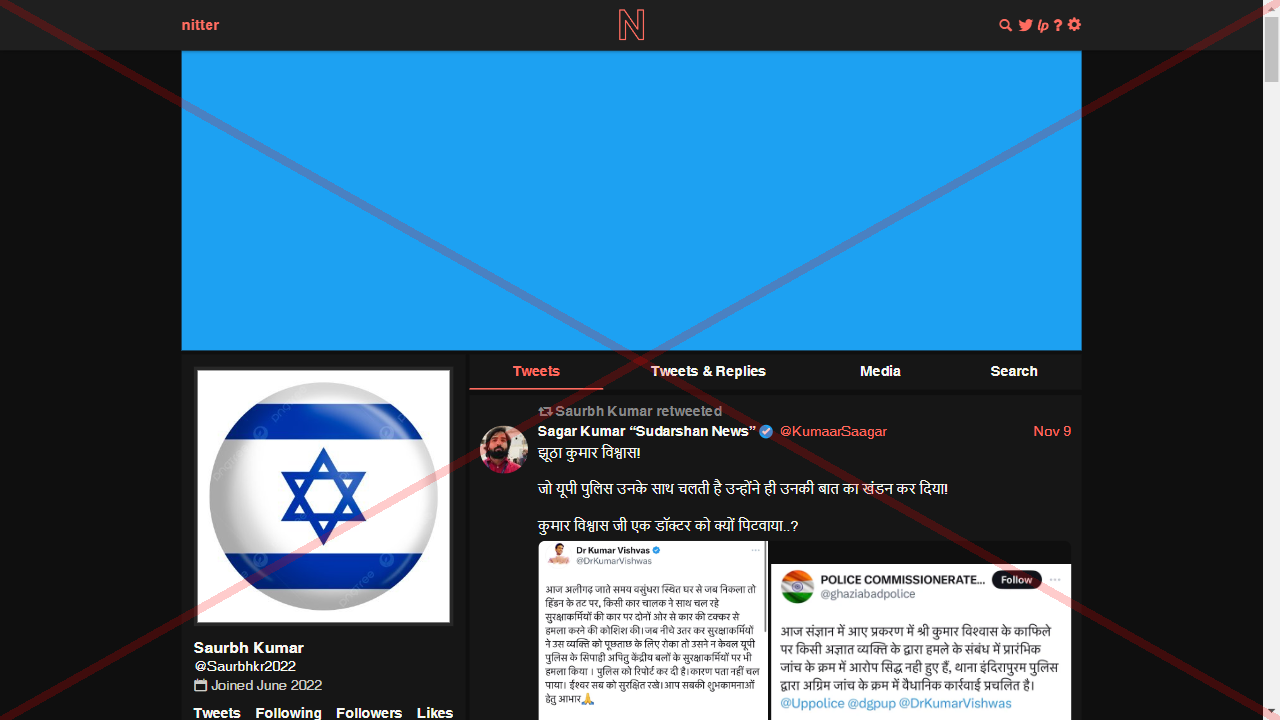 nitter
Tweets
Tweets & Replies
Media
Search
Saurbh Kumar retweeted
Sagar Kumar “Sudarshan News” @KumaarSaagar Nov 9
झूठा कुमार विश्वास!
जो यूपी पुलिस उनके साथ चलती है उन्होंने ही उनकी बात का खंडन कर दिया!
कुमार विश्वास जी एक डॉक्टर को क्यों पिटवाया..?
Dr Kumar Vishvas
@DrKumarVishwas
आज अलीगढ़ जाते समय वसुंधरा स्थित घर से जब निकला तो
हिंडन के तट पर, किसी कार चालक ने साथ चल रहे
सुरक्षाकर्मियों की कार पर दोनों ओर से कार की टक्कर से
हमला करने की कोशिश की।जब नीचे उतर कर सुरक्षाकर्मियों
ने उस व्यक्ति को पूछताछ के लिए रोका तो उसने न केवल यूपी
पुलिस के सिपाही अपितु केंद्रीय बलों के सुरक्षाकर्मियों पर भी
हमला किया । पुलिस को रिपोर्ट कर दी है।कारण पता नहीं चल
पाया। ईश्वर सब को सुरक्षित रखे।आप सबकी शुभकामनाओं
हेतु आभार🙏
POLICE COMMISSIONERATE... Follow
@ghaziabadpolice
आज संज्ञान में आए प्रकरण में श्री कुमार विश्वास के काफिले
पर किसी अज्ञात व्यक्ति के द्वारा हमले के संबंध में प्रारंभिक
जांच के क्रम में आरोप सिद्ध नही हुए हैं, थाना इंदिरापुरम पुलिस
द्वारा अग्रिम जांच के क्रम में वैधानिक कार्रवाई प्रचलित है।
@Uppolice @dgpup @DrKumarVishwas
Saurbh Kumar
@Saurbhkr2022
Joined June 2022
Tweets Following Followers Likes